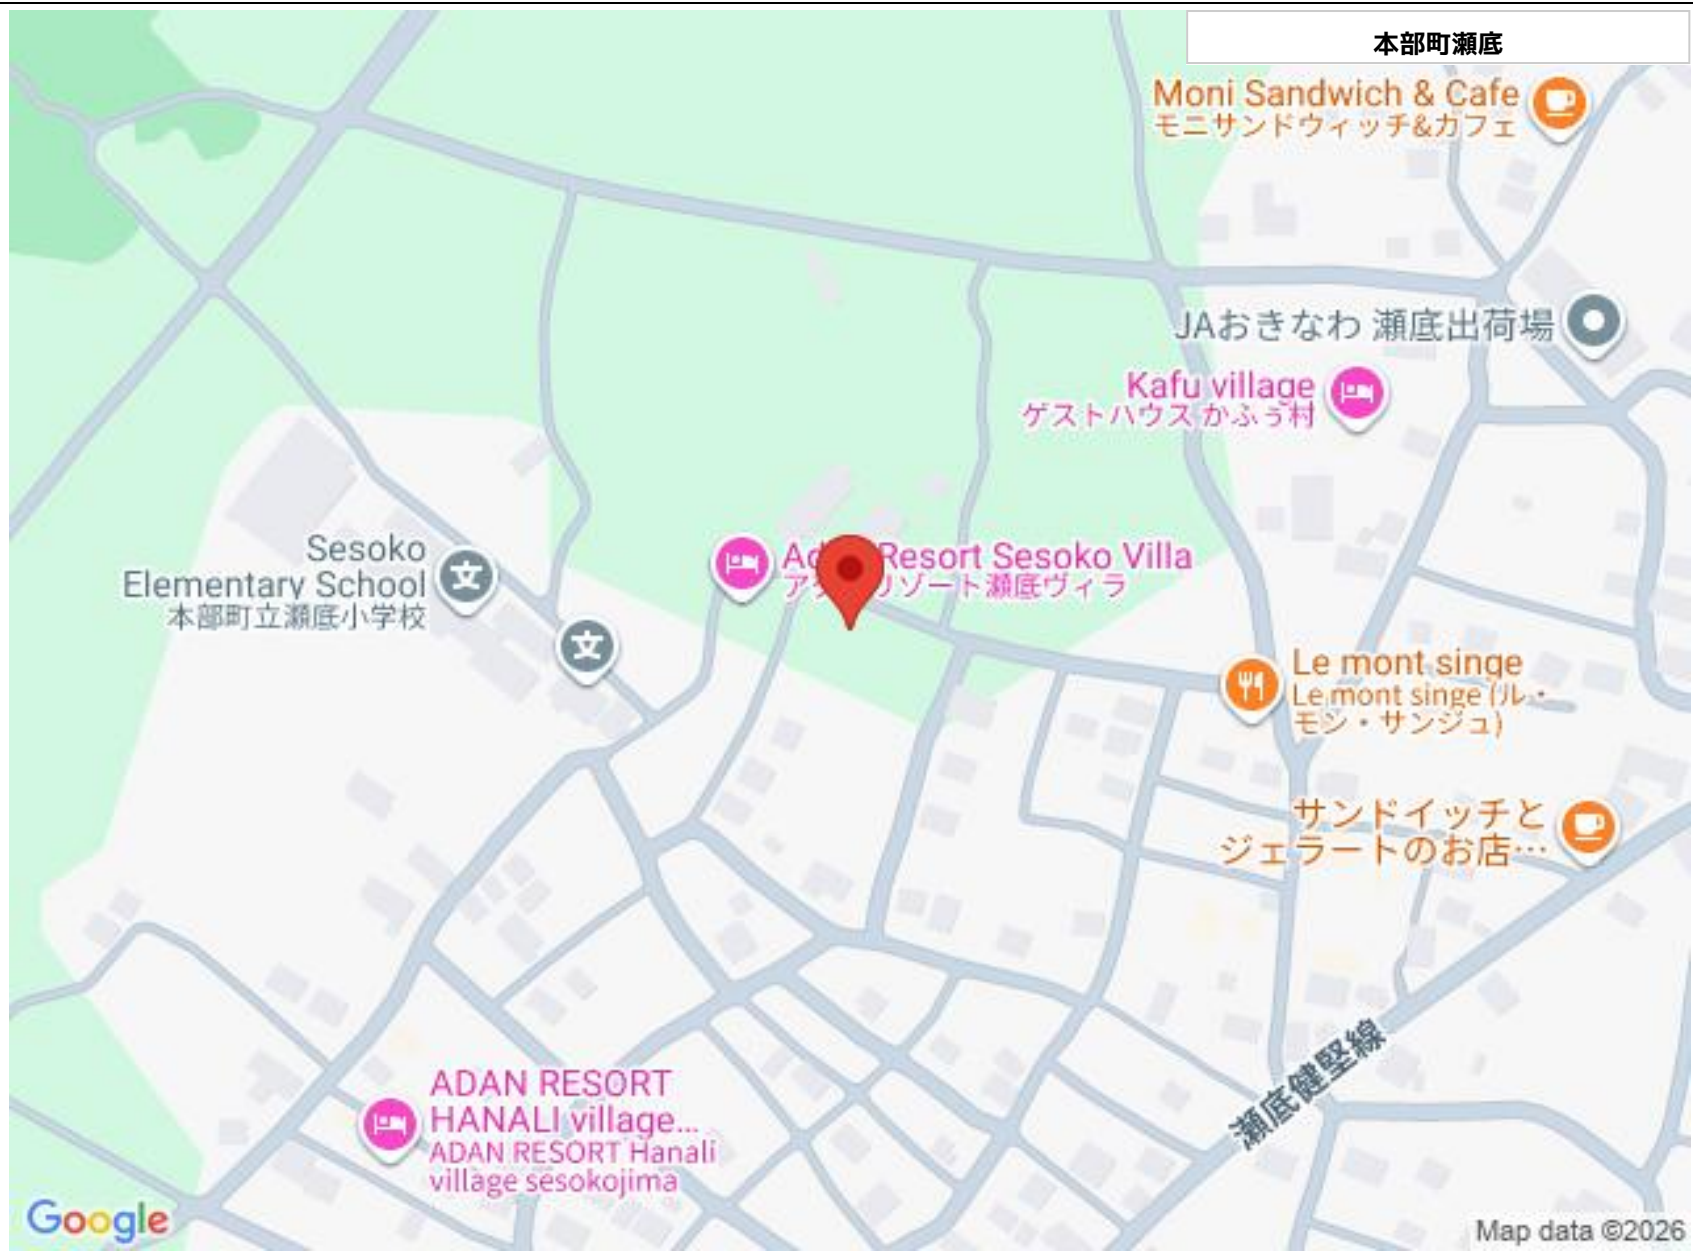 本部町瀬底
Moni Sandwich & Cafe
モニサンドウィッチ&カフェ
JAおきなわ 瀬底出荷場
Kafu village
ゲストハウス かふぅ村
Sesoko
Elementary School
本部町立瀬底小学校
文
文
Resort Sesoko Villa
リゾート瀬底ヴィラ
Le mont singe
Le mont singe (ル・
モン・サンジュ)
サンドイッチと
ジェラートのお店…
瀬底健堅線
ADAN RESORT
HANALI village...
ADAN RESORT Hanali
village sesokojima
Google
Map data ©2026